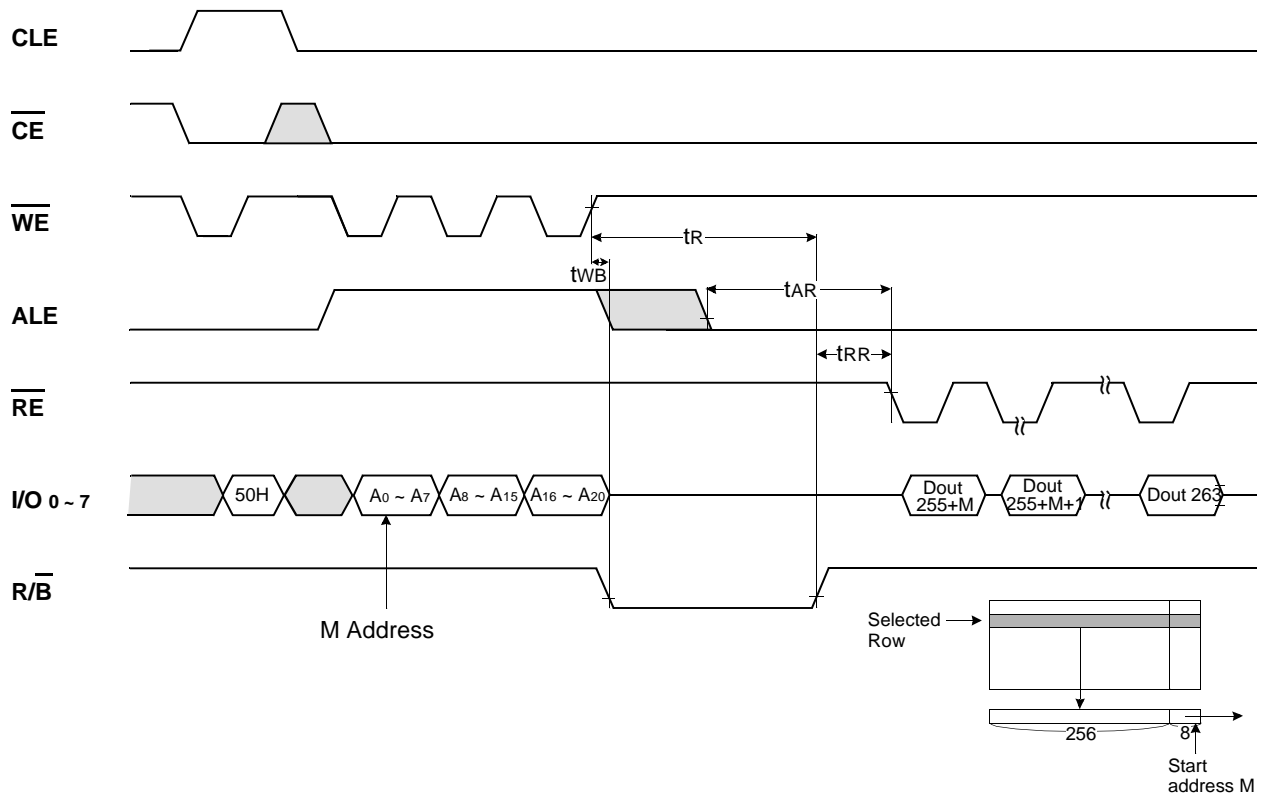 CLE
CE
WE
tR
tWB
ALE
tAR
tRR
RE
I/O 0 ~ 7
50H
A0 ~ A7
A8 ~ A15
A16 ~ A20
Dout
255+M
Dout
255+M+1
Dout 263
R/B
M Address
Selected
Row
256
8
Start
address M